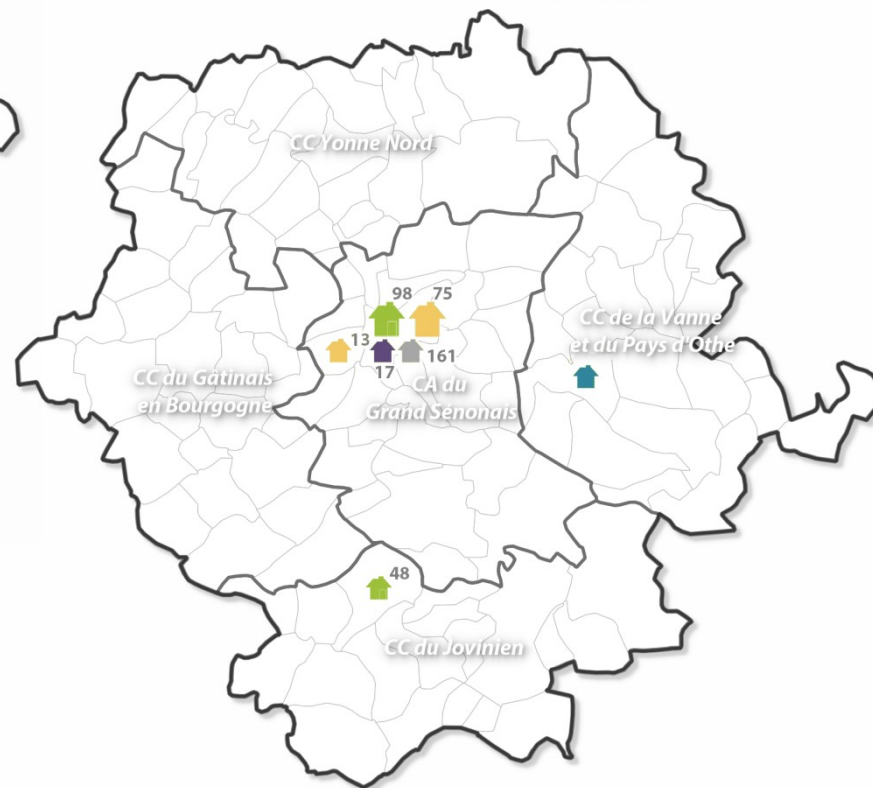 CC Yonne Nord
98
75
13
17
161
CC de la Vanne
et du Pays d'Othe
CC du Gâtinais
en Bourgogne
CA du
Grand Sénonais
48
CC du Jovinien